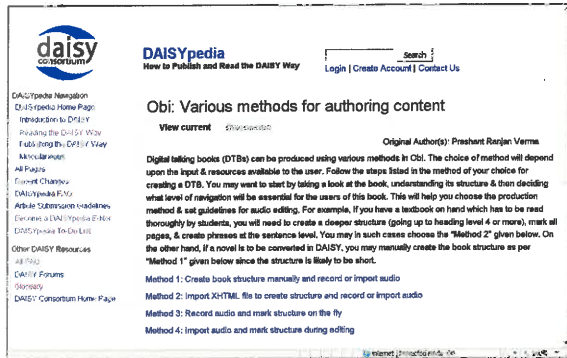 daisy
consortium
DAISYpedia
How to Publish and Read the DAISY Way
Search
Login | Create Account | Contact Us
DAISYpedia Navigation
DAISYpedia Home Page
Introduction to DAISY
Reading the DAISY Way
Publishing the DAISY Way
Miscellaneous
All Pages
Recent Changes
DAISYpedia FAQ
Article Submission Guidelines
Become a DAISYpedia Editor
DAISYpedia To-Do List
Other DAISY Resources
DAISY Forums
Glossary
DAISY Consortium Home Page
Obi: Various methods for authoring content
View current
Original Author(s): Prashant Ranjan Verma
Digital talking books (DTBs) can be produced using various methods in Obi. The choice of method will depend
upon the input & resources available to the user. Follow the steps listed in the method of your choice for
creating a DTB. You may want to start by taking a look at the book, understanding its structure & then deciding
what level of navigation will be essential for the users of this book. This will help you choose the production
method & set guidelines for audio editing. For example, if you have a textbook on hand which has to be read
thoroughly by students, you will need to create a deeper structure (going up to heading level 4 or more), mark all
pages, & create phrases at the sentence level. You may in such cases choose the "Method 2" given below. On
the other hand, if a novel is to be converted in DAISY, you may manually create the book structure as per
"Method 1" given below since the structure is likely to be short.
Method 1: Create book structure manually and record or import audio
Method 2: Import XHTML file to create structure and record or import audio
Method 3: Record audio and mark structure on the fly
Method 4: Import audio and mark structure during editing